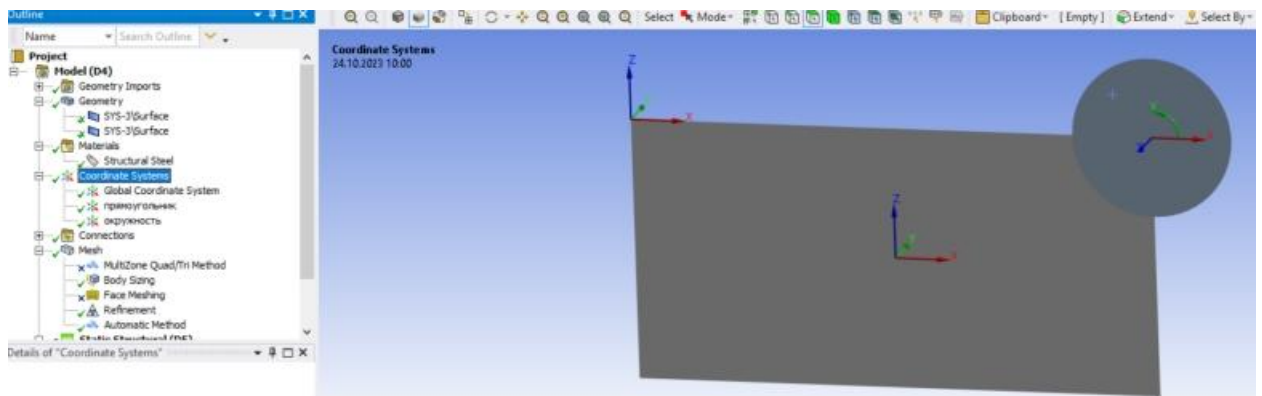 Outline
Select Mode Clipboard [Empty] Extend Select By
Name Search Outline
Project
Model (D4)
Geometry Imports
Geometry
SYS-3\Surface
SYS-3\Surface
Materials
Structural Steel
Coordinate Systems
Global Coordinate System
прямоугольник
окружность
Connections
Mesh
MultiZone Quad/Tri Method
Body Sizing
Face Meshing
Refinement
Automatic Method
Static Structural (D5)
Details of "Coordinate Systems"
Coordinate Systems
24.10.2023 10:00
Z
X
Z
X